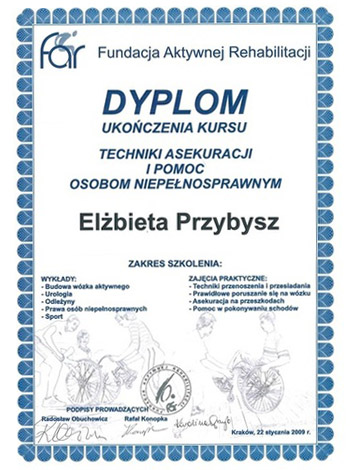 far Fundacja Aktywnej Rehabilitacji
DYPLOM
UKOŃCZENIA KURSU
TECHNIKI ASEKURACJI
I POMOC
OSOBOM NIEPEŁNOSPRAWNYM
Elżbieta Przybysz
ZAKRES SZKOLENIA:
WYKŁADY:
- Budowa wózka aktywnego
- Urologia
- Odleżyny
- Prawa osób niepełnosprawnych
- Sport
ZAJĘCIA PRAKTYCZNE:
- Techniki przenoszenia i przesiadania
- Prawidłowe poruszanie się na wózku
- Asekuracja na przeszkodach
- Pomoc w pokonywaniu schodów
PODPISY PROWADZĄCYCH
Radosław Obuchowicz Rafał Konopka
Kraków, 22 stycznia 2009 r.